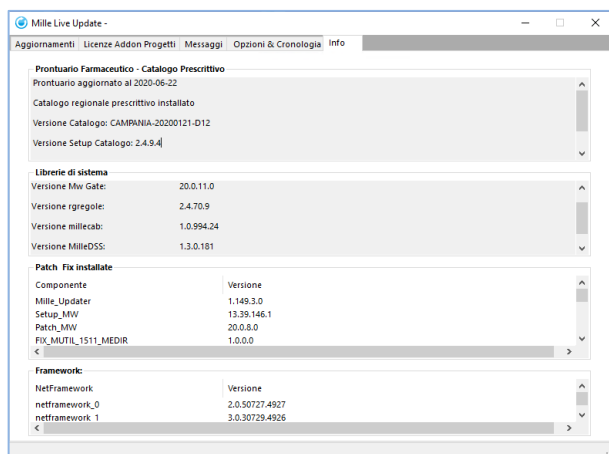 Mille Live Update -
Aggiornamenti Licenze Addon Progetti Messaggi Opzioni & Cronologia Info
Prontuario Farmaceutico - Catalogo Prescrittivo
Prontuario aggiornato al 2020-06-22
Catalogo regionale prescrittivo installato
Versione Catalogo: CAMPANIA-20200121-D12
Versione Setup Catalogo: 2.4.9.4
Librerie di sistema
Versione Mw Gate: 20.0.11.0
Versione rgregole: 2.4.70.9
Versione millecab: 1.0.994.24
Versione MilleDSS: 1.3.0.181
Patch Fix installate
Componente Versione
Mille_Updater 1.149.3.0
Setup_MW 13.39.146.1
Patch_MW 20.0.8.0
FIX_MUTIL_1511_MEDIR 1.0.0.0
Framework:
NetFramework Versione
netframework_0 2.0.50727.4927
netframework_1 3.0.30729.4926